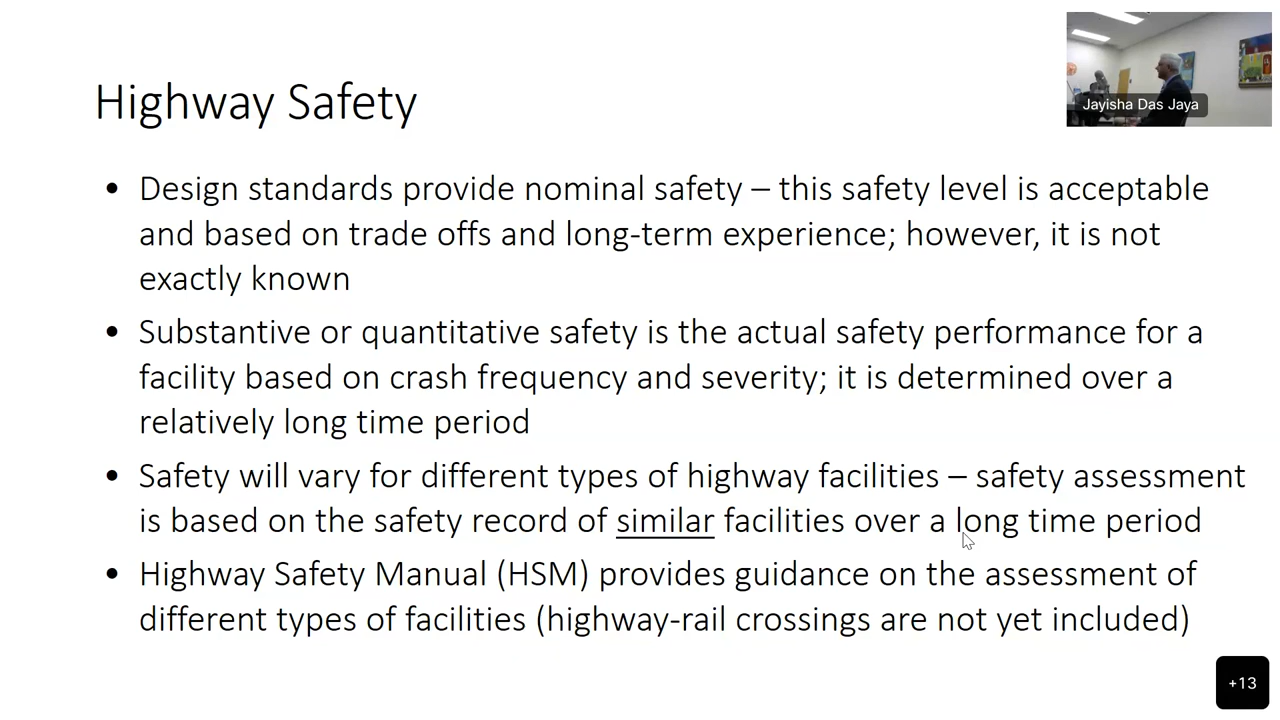 Jayisha Das Jaya
Highway Safety
• Design standards provide nominal safety – this safety level is acceptable
and based on trade offs and long-term experience; however, it is not
exactly known
• Substantive or quantitative safety is the actual safety performance for a
facility based on crash frequency and severity; it is determined over a
relatively long time period
• Safety will vary for different types of highway facilities – safety assessment
is based on the safety record of similar facilities over a long time period
• Highway Safety Manual (HSM) provides guidance on the assessment of
different types of facilities (highway-rail crossings are not yet included)
+13